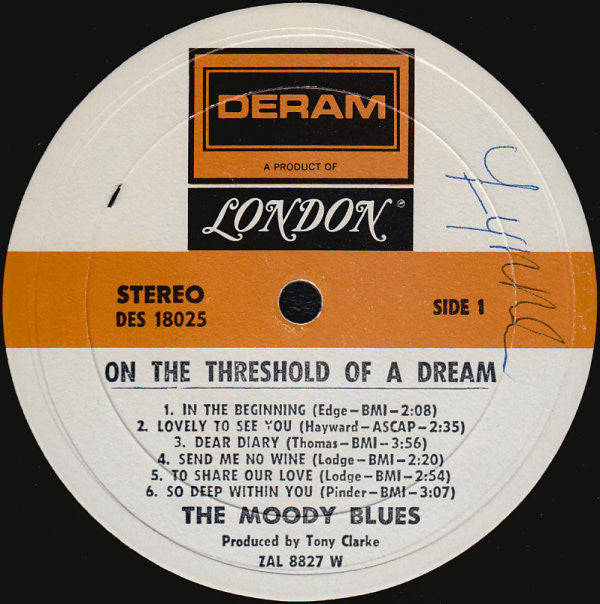 DERAM
A PRODUCT OF
LONDON®
STEREO
DES 18025
SIDE 1
ON THE THRESHOLD OF A DREAM
1. IN THE BEGINNING (Edge–BMI–2:08)
2. LOVELY TO SEE YOU (Hayward–ASCAP–2:35)
3. DEAR DIARY (Thomas–BMI–3:56)
4. SEND ME NO WINE (Lodge–BMI–2:20)
5. TO SHARE OUR LOVE (Lodge–BMI–2:54)
6. SO DEEP WITHIN YOU (Pinder–BMI–3:07)
THE MOODY BLUES
Produced by Tony Clarke
ZAL 8827 W